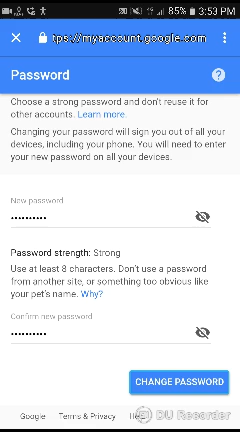 85% 3:53 PM
tps://myaccount.google.com
Password
Choose a strong password and don't reuse it for
other accounts. Learn more.
Changing your password will sign you out of all your
devices, including your phone. You will need to enter
your new password on all your devices.
New password
••••••••••
Password strength: Strong
Use at least 8 characters. Don't use a password
from another site, or something too obvious like
your pet's name. Why?
Confirm new password
••••••••••
CHANGE PASSWORD
Google Terms & Privacy Help
DU Recorder